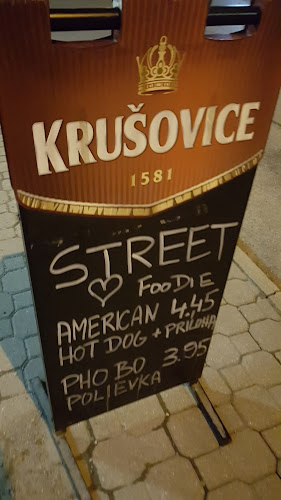 KRUŠOVICE
1581
STREET
♡ FOODIE
AMERICAN 4.45
HOT DOG + PRÍLOHA
PHO BO 3.95
POLIEVKA